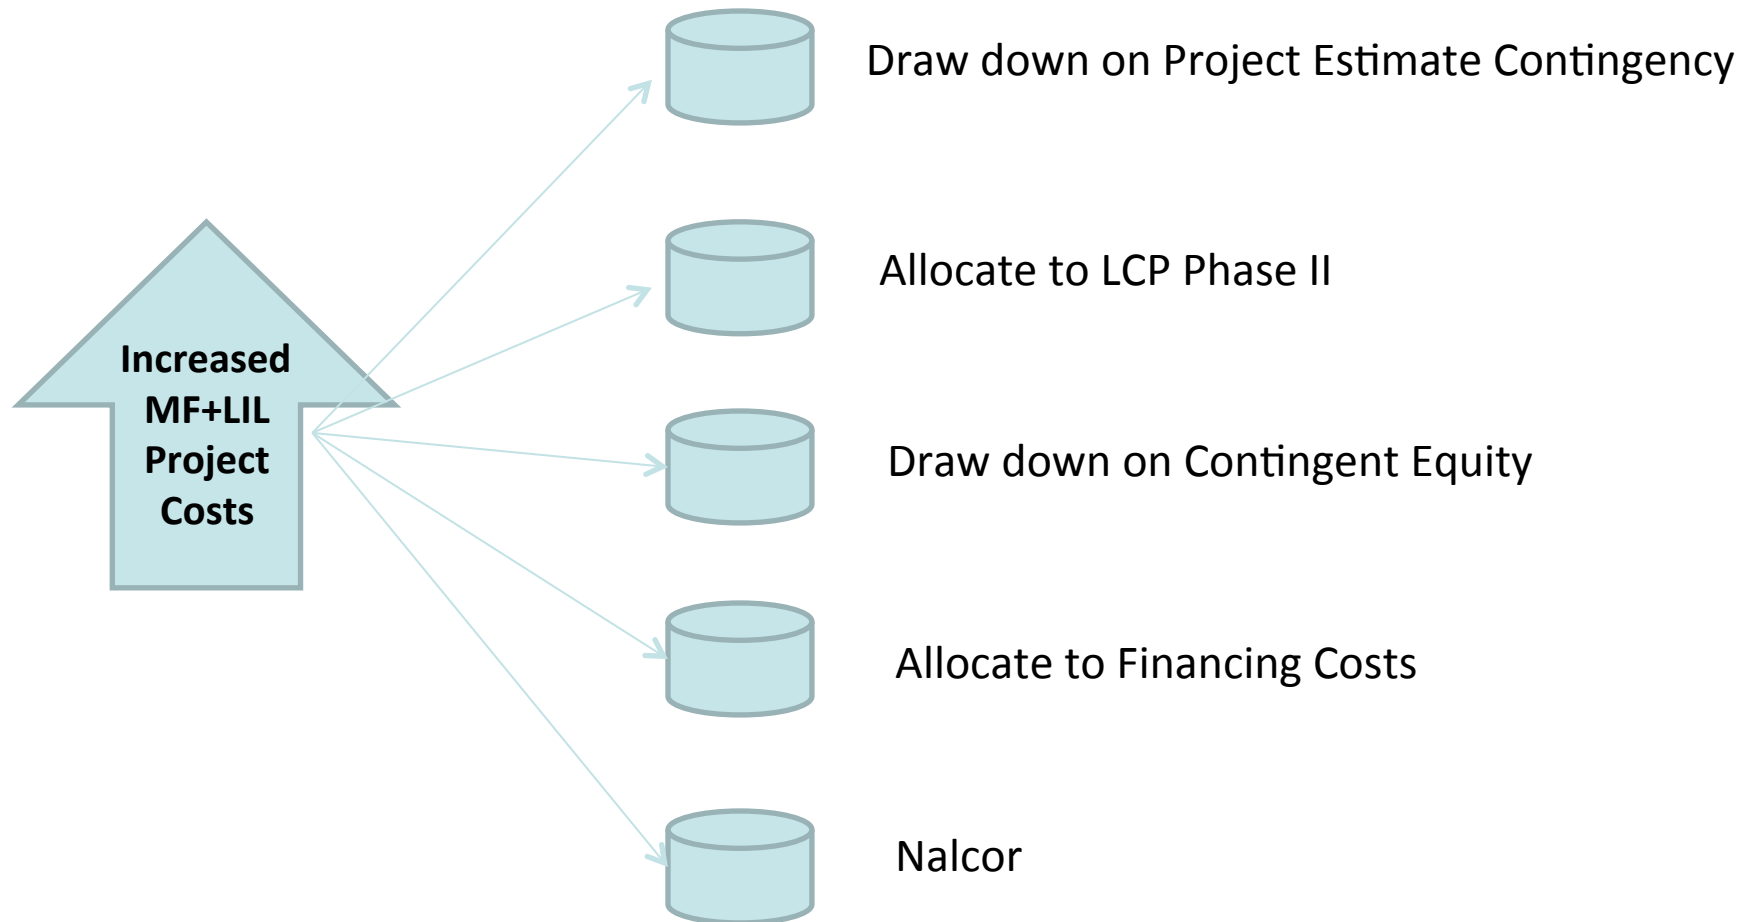 Draw down on Project Estimate Contingency
Allocate to LCP Phase II
Increased
MF+LIL
Project
Costs
Draw down on Contingent Equity
Allocate to Financing Costs
Nalcor